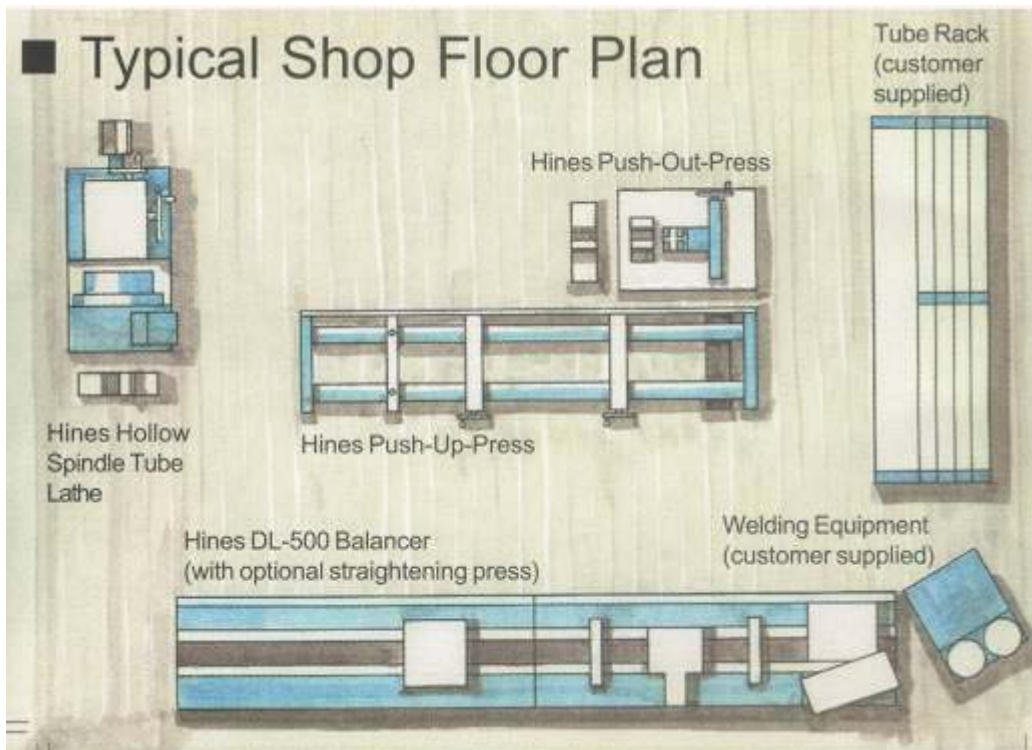 ■ Typical Shop Floor Plan
Tube Rack
(customer
supplied)
Hines Push-Out-Press
Hines Hollow
Spindle Tube
Lathe
Hines Push-Up-Press
Hines DL-500 Balancer
(with optional straightening press)
Welding Equipment
(customer supplied)